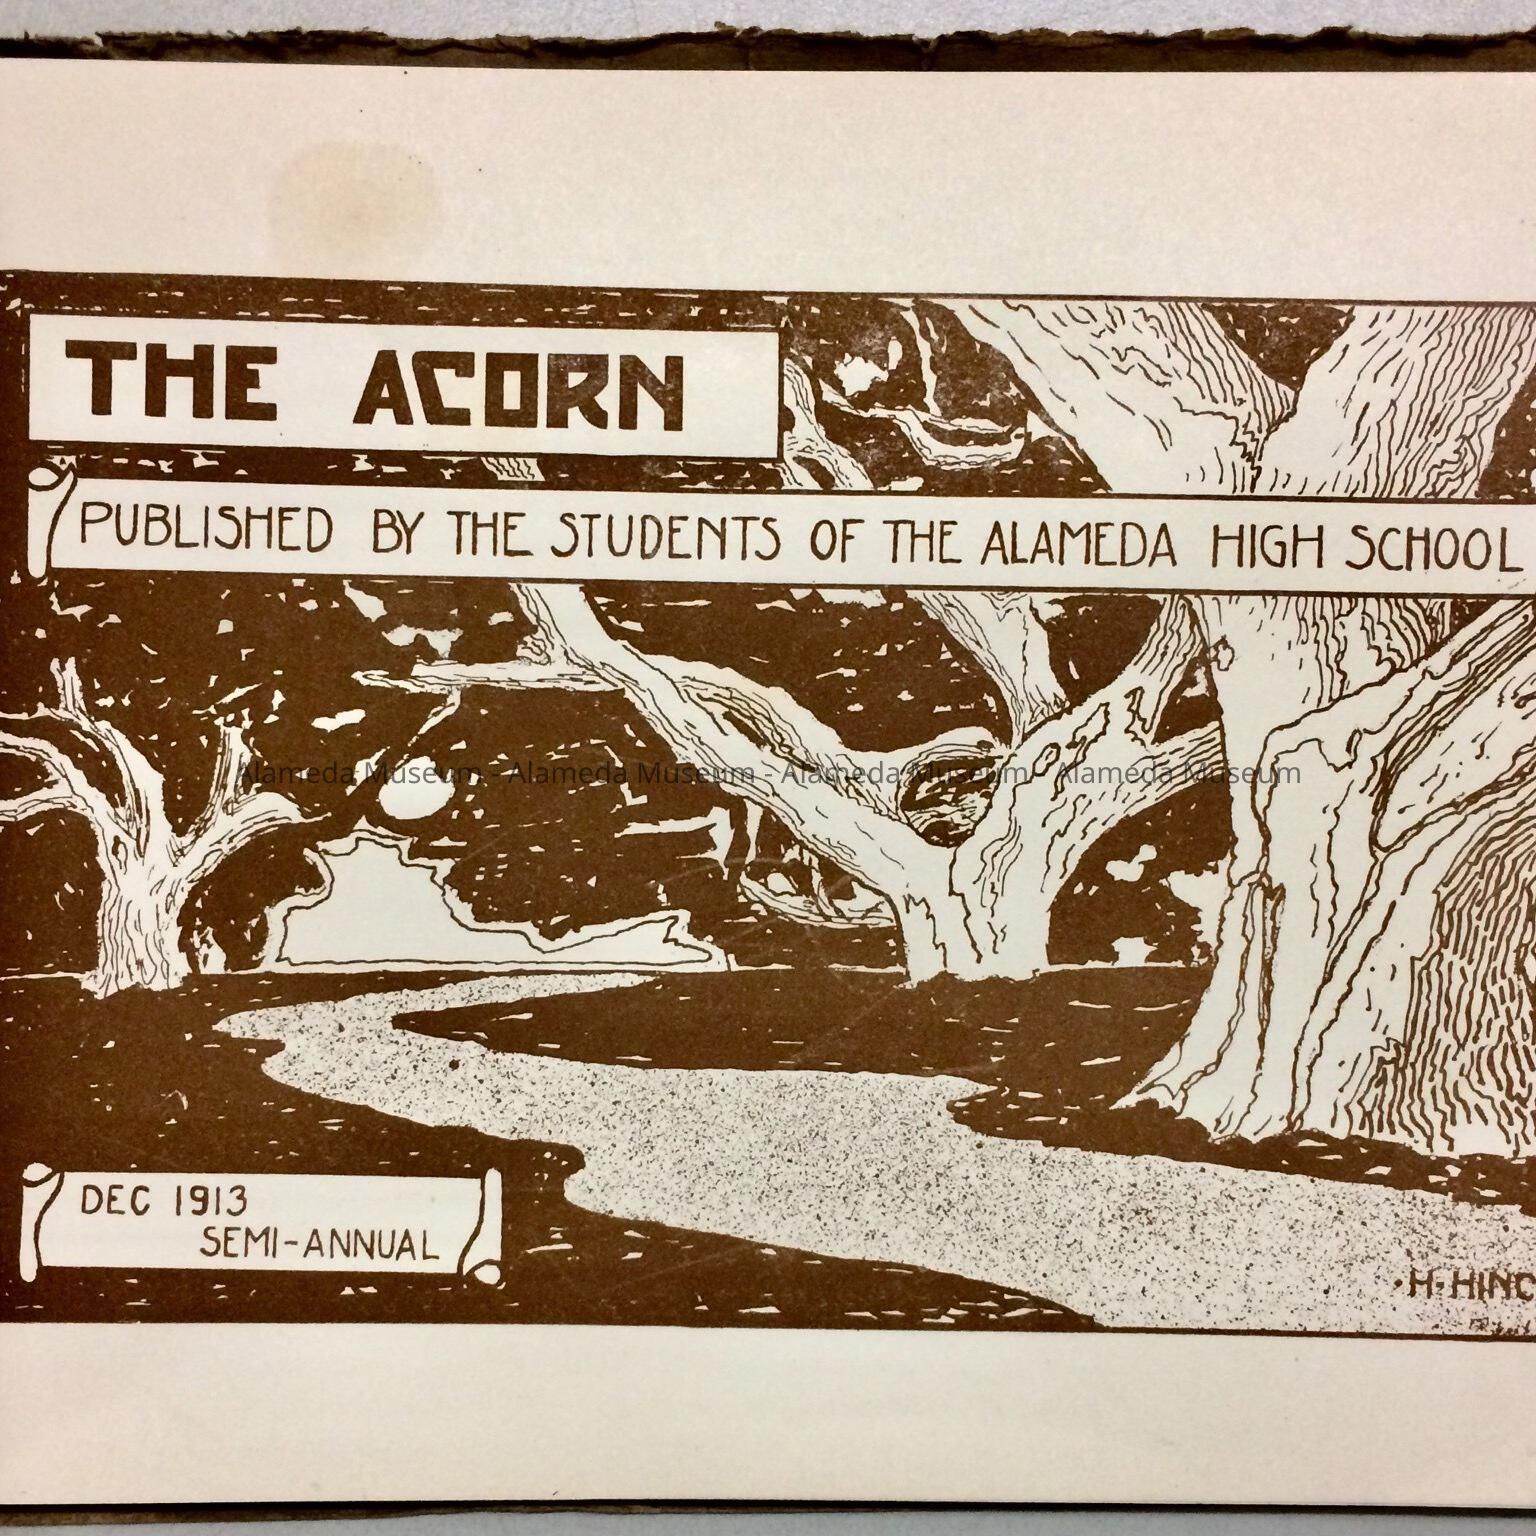 THE ACORN
PUBLISHED BY THE STUDENTS OF THE ALAMEDA HIGH SCHOOL
Alameda Museum - Alameda Museum - Alameda Museum - Alameda Museum
DEC 1913
SEMI-ANNUAL
·H·HINC